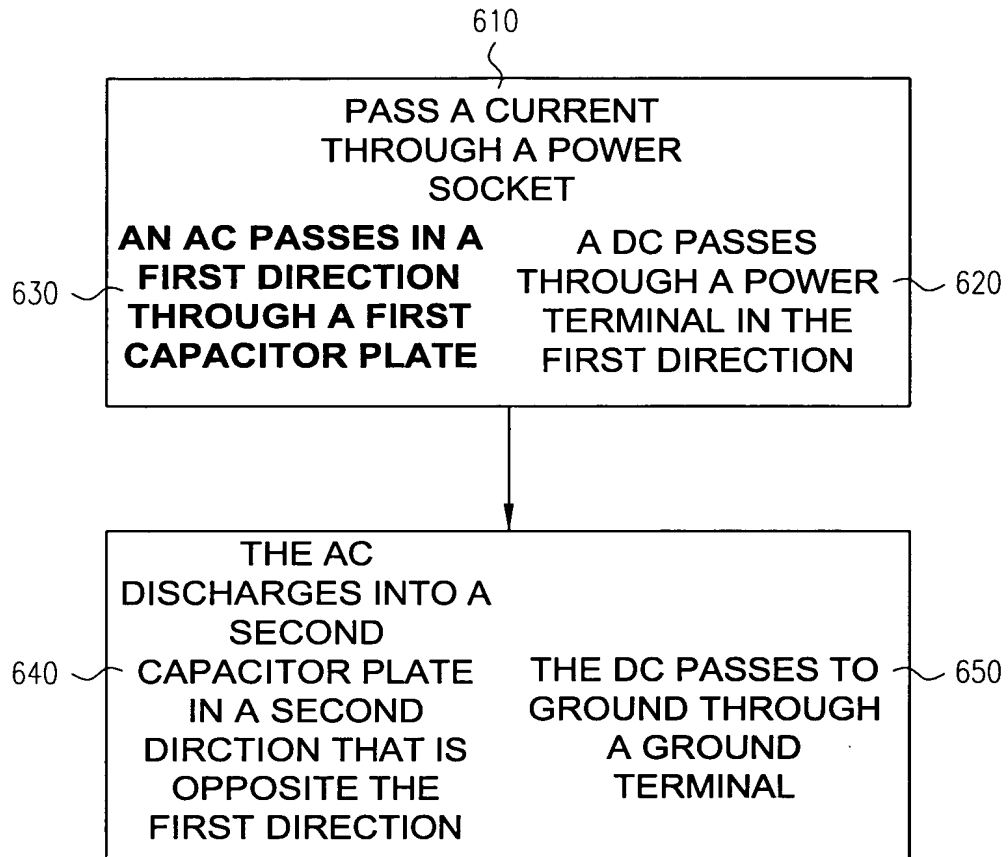 610
PASS A CURRENT
THROUGH A POWER
SOCKET
630
AN AC PASSES IN A
FIRST DIRECTION
THROUGH A FIRST
CAPACITOR PLATE
A DC PASSES
THROUGH A POWER
TERMINAL IN THE
FIRST DIRECTION
620
640
THE AC
DISCHARGES INTO A
SECOND
CAPACITOR PLATE
IN A SECOND
DIRCTION THAT IS
OPPOSITE THE
FIRST DIRECTION
THE DC PASSES TO
GROUND THROUGH
A GROUND
TERMINAL
650